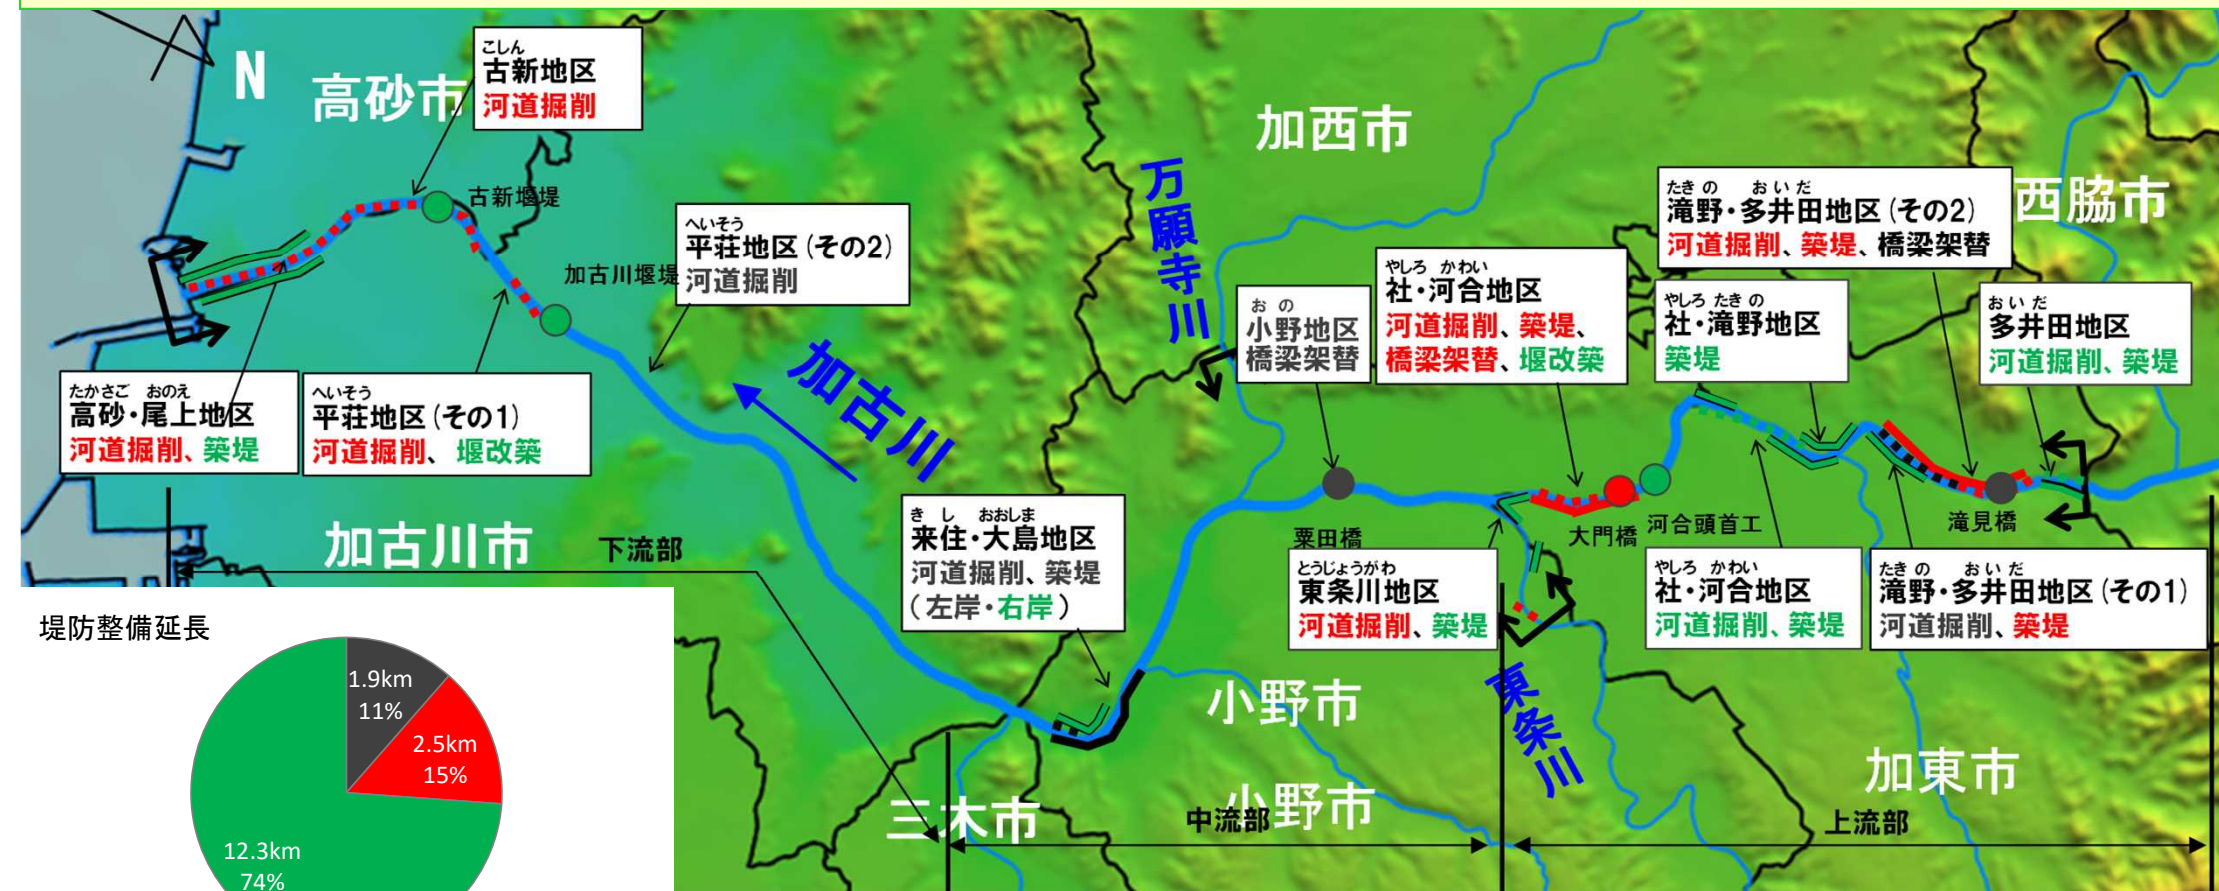 N
高砂市
こしん
古新地区
河道掘削
古新堰堤
加古川堰堤
へいそう
平荘地区(その2)
河道掘削
加西市
万願寺川
加古川
たかさご おのえ
高砂・尾上地区
河道掘削、築堤
へいそう
平荘地区(その1)
河道掘削、堰改築
おの
小野地区
橋梁架替
やしろ かわい
社・河合地区
河道掘削、築堤、
橋梁架替、堰改築
たきの おいだ
滝野・多井田地区(その2)
河道掘削、築堤、橋梁架替
西脇市
やしろ たきの
社・滝野地区
築堤
おいだ
多井田地区
河道掘削、築堤
粟田橋
大門橋
河合頭首工
滝見橋
加古川市
下流部
きし おおしま
来住・大島地区
河道掘削、築堤
(左岸・右岸)
とうじょうがわ
東条川地区
河道掘削、築堤
やしろ かわい
社・河合地区
河道掘削、築堤
たきの おいだ
滝野・多井田地区(その1)
河道掘削、築堤
東条川
小野市
加東市
三木市
小野市
中流部
上流部
堤防整備延長
1.9km
11%
2.5km
15%
12.3km
74%